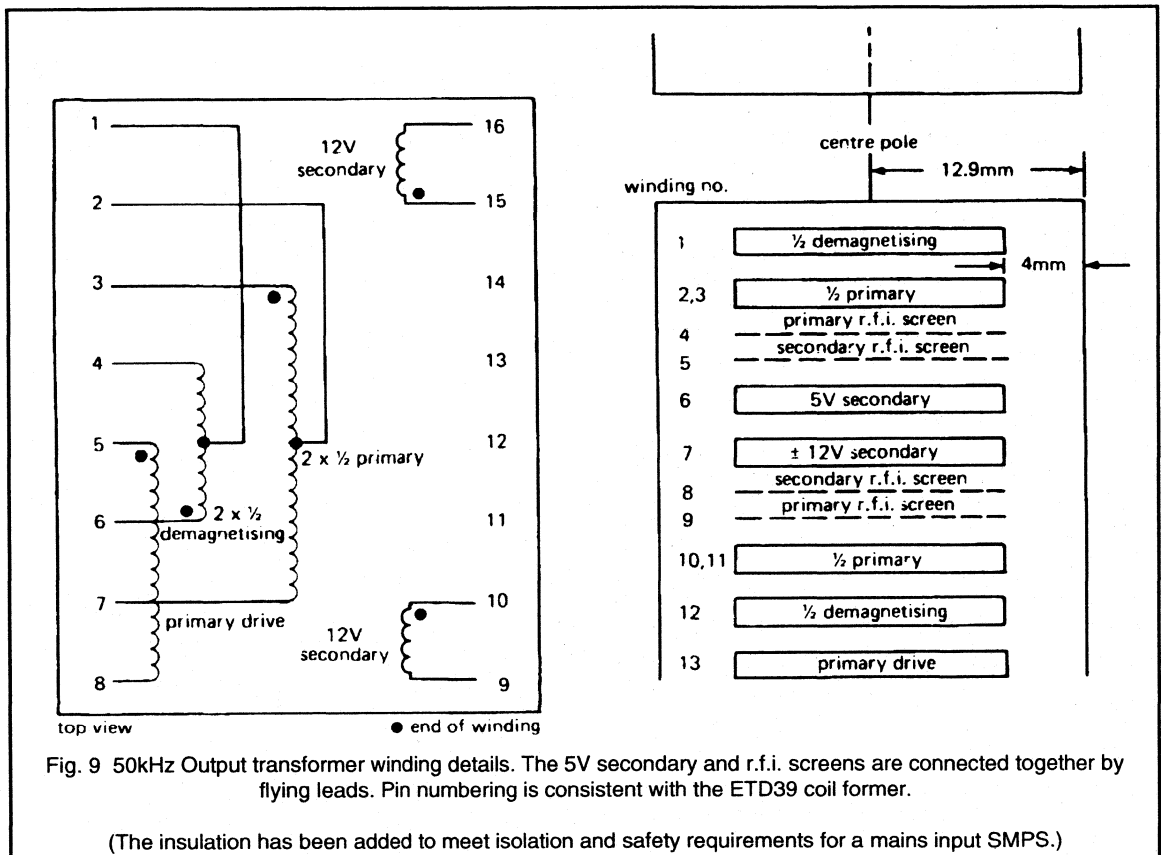 1
2
3
4
5
6
7
8
16
15
14
13
12
11
10
9
12V
secondary
2 x ½ primary
2 x ½
demagnetising
primary drive
12V
secondary
top view
● end of winding
centre pole
12.9mm
winding no.
4mm
1 ½ demagnetising
2,3 ½ primary
4 primary r.f.i. screen
5 secondary r.f.i. screen
6 5V secondary
7 ± 12V secondary
8 secondary r.f.i. screen
9 primary r.f.i. screen
10,11 ½ primary
12 ½ demagnetising
13 primary drive
Fig. 9 50kHz Output transformer winding details. The 5V secondary and r.f.i. screens are connected together by
flying leads. Pin numbering is consistent with the ETD39 coil former.
(The insulation has been added to meet isolation and safety requirements for a mains input SMPS.)